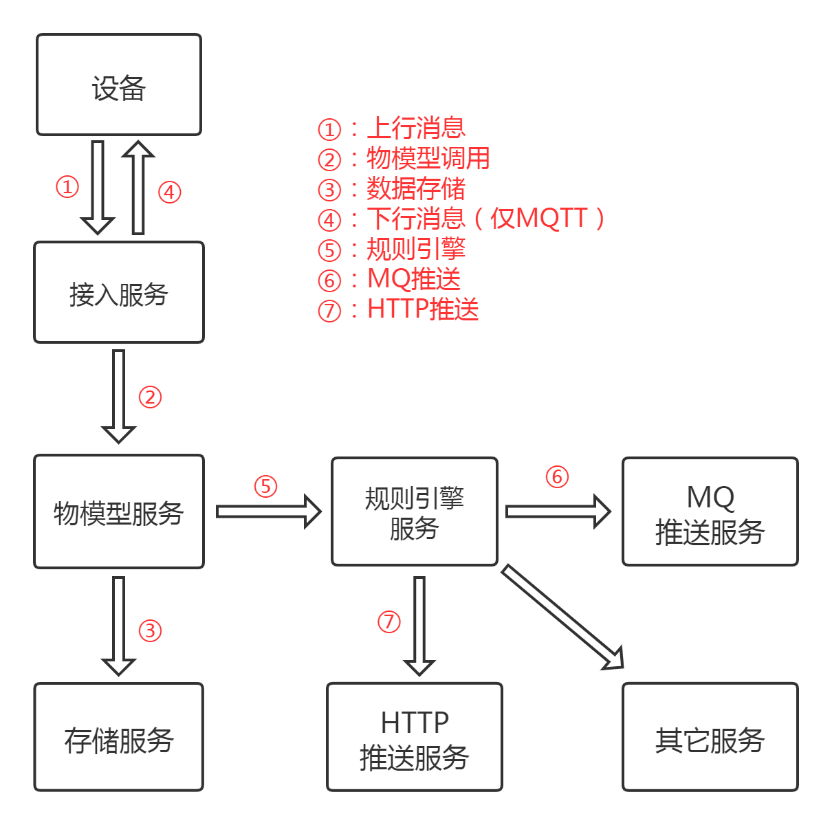 设备
①：上行消息
②：物模型调用
③：数据存储
④：下行消息（仅MQTT）
⑤：规则引擎
⑥：MQ推送
⑦：HTTP推送
①
④
接入服务
②
物模型服务
⑤
规则引擎
服务
⑥
MQ
推送服务
③
⑦
存储服务
HTTP
推送服务
其它服务